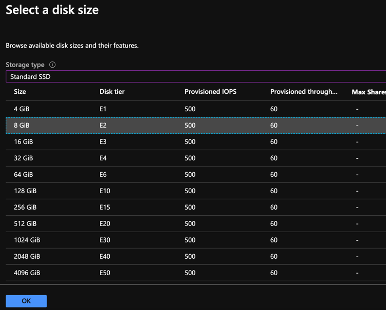 Select a disk size
Browse available disk sizes and their features.
Storage type
Standard SSD
Size Disk tier Provisioned IOPS Provisioned through... Max Share
4 GiB E1 500 60 -
8 GiB E2 500 60 -
16 GiB E3 500 60 -
32 GiB E4 500 60 -
64 GiB E6 500 60 -
128 GiB E10 500 60 -
256 GiB E15 500 60 -
512 GiB E20 500 60 -
1024 GiB E30 500 60 -
2048 GiB E40 500 60 -
4096 GiB E50 500 60 -
OK